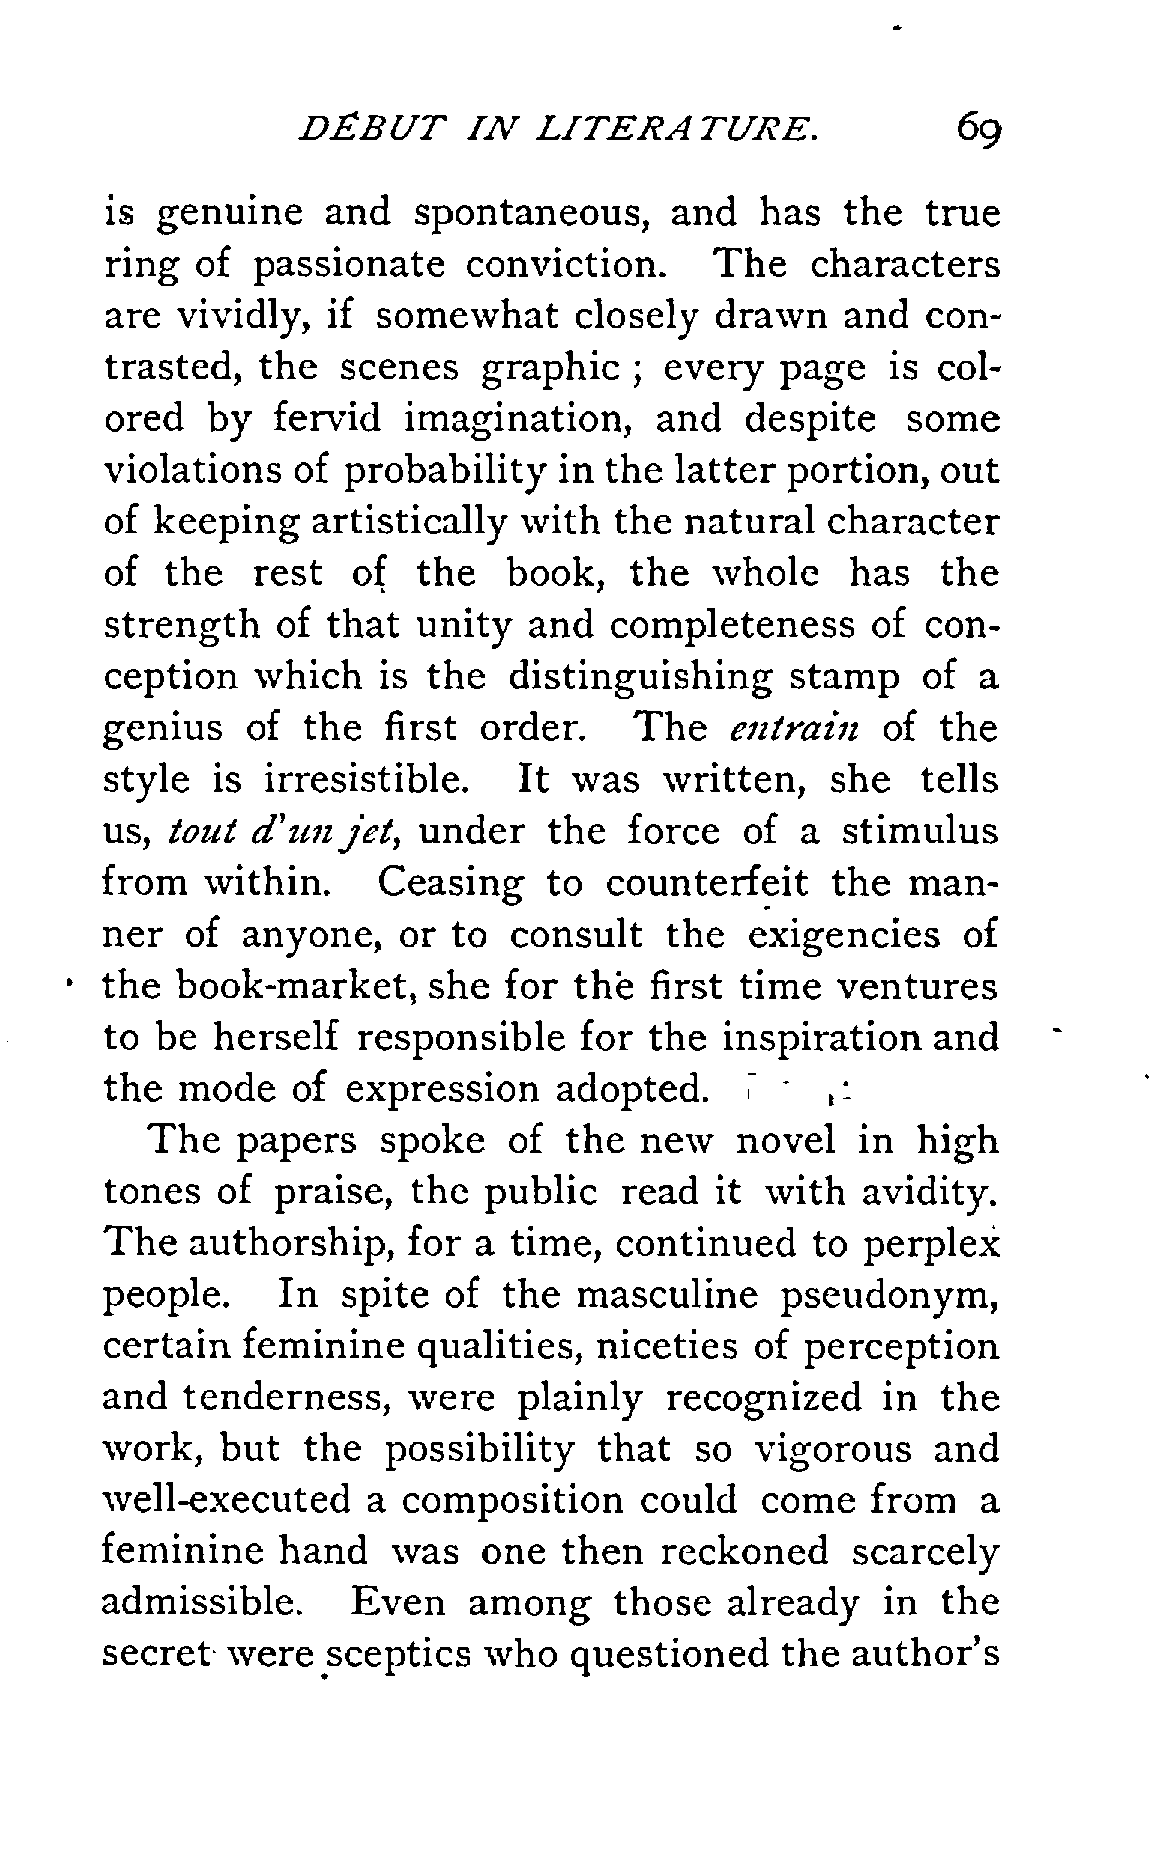 DÉBUT IN LITERATURE. 69
is genuine and spontaneous, and has the true
ring of passionate conviction. The characters
are vividly, if somewhat closely drawn and con-
trasted, the scenes graphic ; every page is col-
ored by fervid imagination, and despite some
violations of probability in the latter portion, out
of keeping artistically with the natural character
of the rest of the book, the whole has the
strength of that unity and completeness of con-
ception which is the distinguishing stamp of a
genius of the first order. The entrain of the
style is irresistible. It was written, she tells
us, tout d'un jet, under the force of a stimulus
from within. Ceasing to counterfeit the man-
ner of anyone, or to consult the exigencies of
the book-market, she for the first time ventures
to be herself responsible for the inspiration and
the mode of expression adopted.
The papers spoke of the new novel in high
tones of praise, the public read it with avidity.
The authorship, for a time, continued to perplex
people. In spite of the masculine pseudonym,
certain feminine qualities, niceties of perception
and tenderness, were plainly recognized in the
work, but the possibility that so vigorous and
well-executed a composition could come from a
feminine hand was one then reckoned scarcely
admissible. Even among those already in the
secret were sceptics who questioned the author's